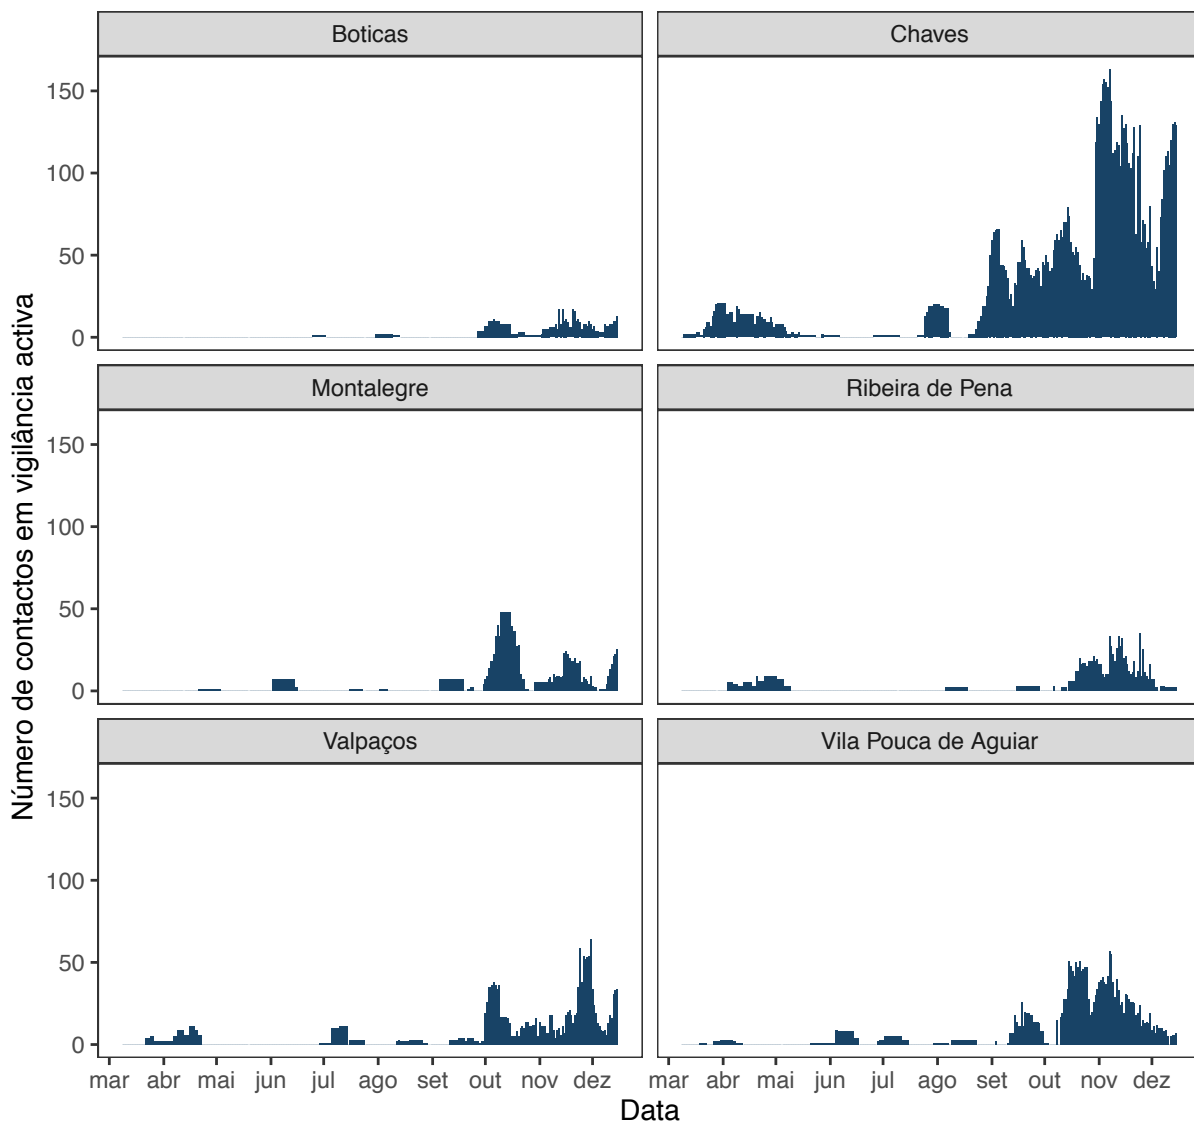 Boticas
Chaves
150
100
50
0
Montalegre
Ribeira de Pena
150
100
50
0
Valpaços
Vila Pouca de Aguiar
150
100
50
0
mar abr mai jun jul ago set out nov dez
mar abr mai jun jul ago set out nov dez
Data
Número de contactos em vigilância activa